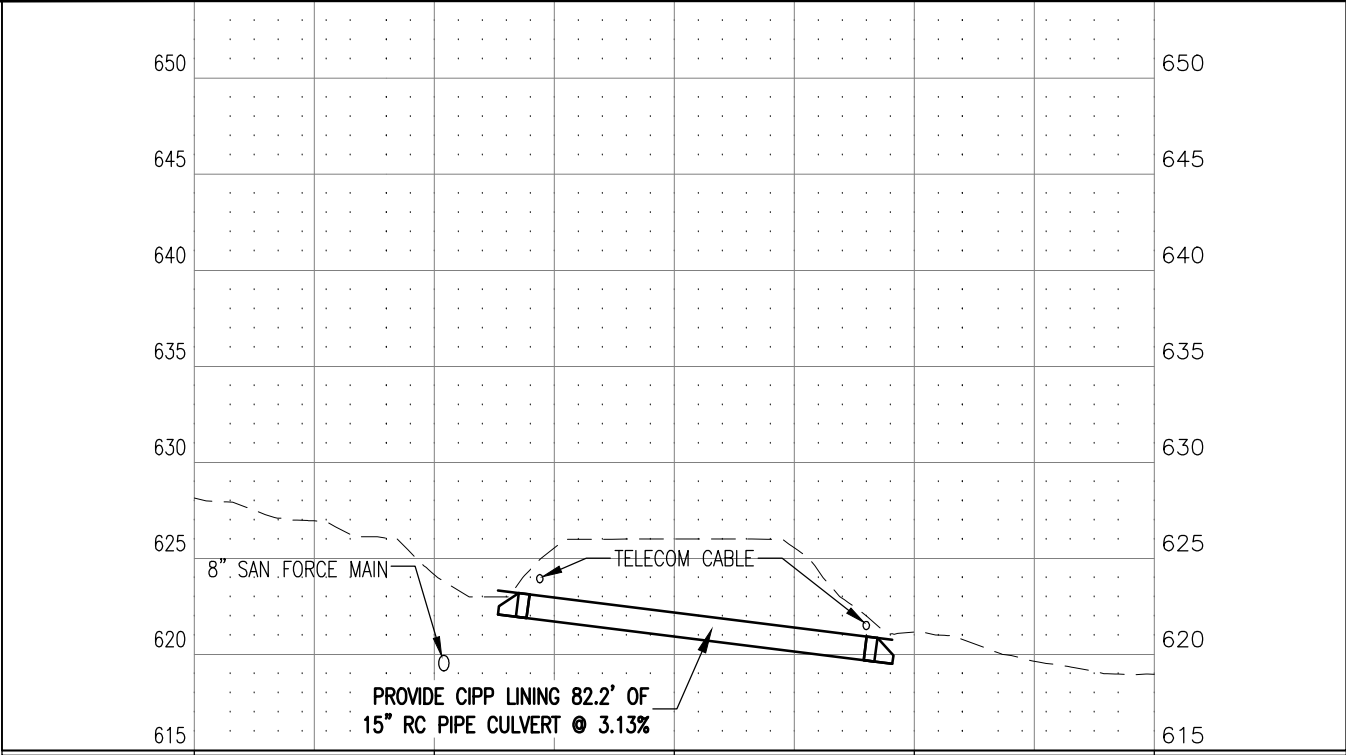 650 650
645 645
640 640
635 635
630 630
625 625
8" SAN FORCE MAIN
TELECOM CABLE
620 620
PROVIDE CIPP LINING 82.2' OF
15" RC PIPE CULVERT @ 3.13%
615 615